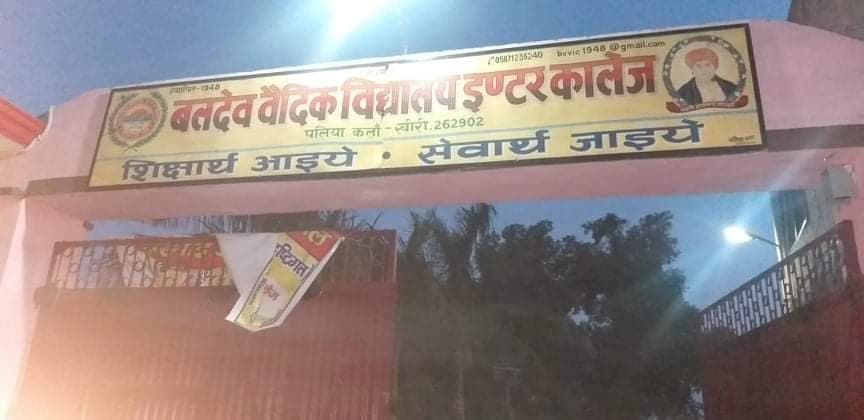 स्थापित-1948
05871235240 bvvic1948@gmail.com
बलदेव वैदिक विद्यालय इण्टर कालेज
पलिया कलाँ-खीरी.262902
शिक्षार्थ आइये • सेवार्थ जाइये